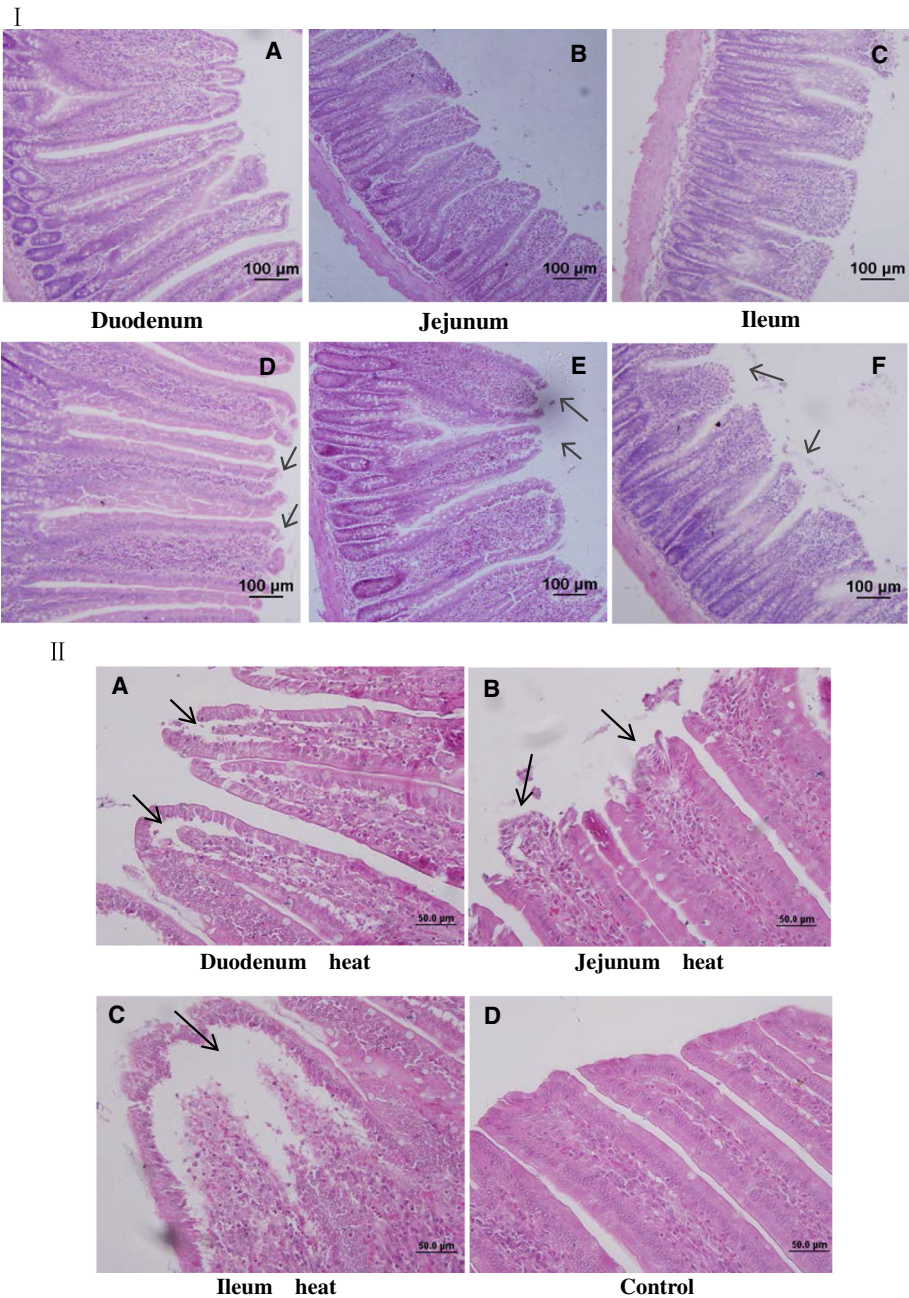 Ⅰ
A B C
100 µm 100 µm 100 µm
Duodenum Jejunum Ileum
D E F
100 µm 100 µm 100 µm
Ⅱ
A B
50.0 µm 50.0 µm
Duodenum heat Jejunum heat
C D
50.0 µm 50.0 µm
Ileum heat Control